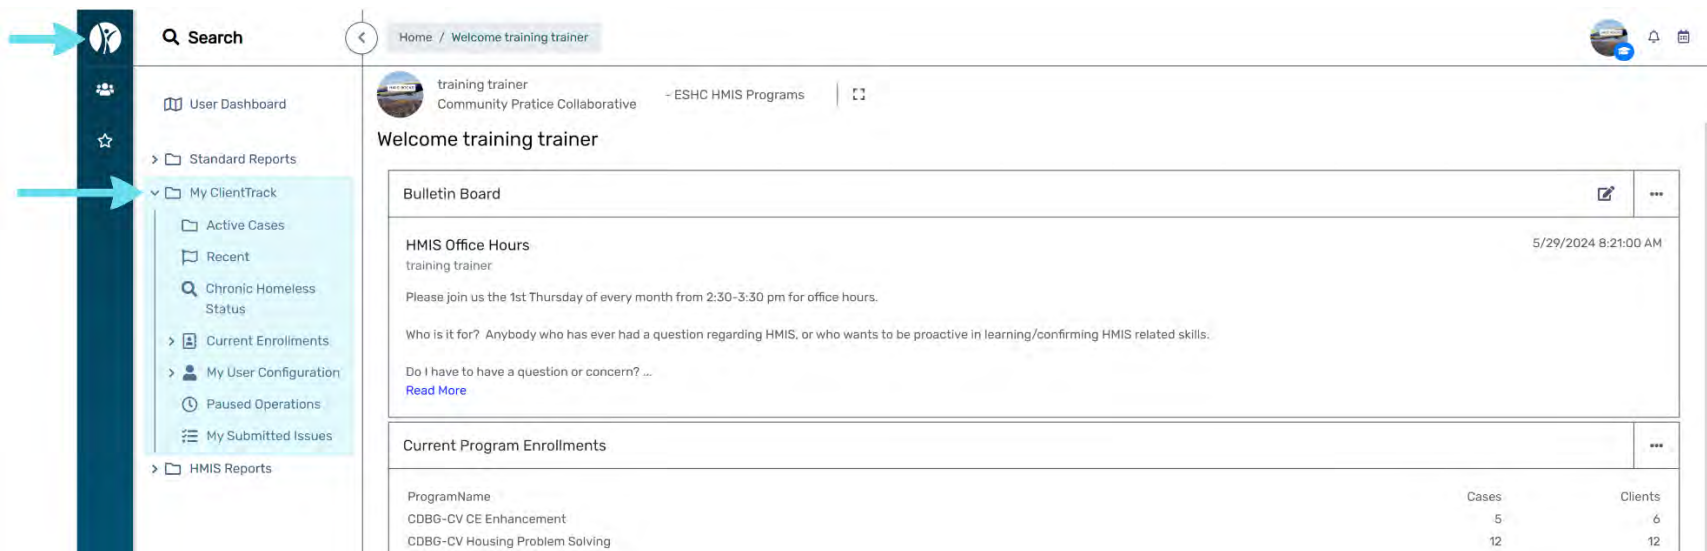 Search
Home / Welcome training trainer
User Dashboard
Standard Reports
My ClientTrack
Active Cases
Recent
Chronic Homeless
Status
Current Enrollments
My User Configuration
Paused Operations
My Submitted Issues
HMIS Reports
training trainer
Community Pratice Collaborative - ESHC HMIS Programs
Welcome training trainer
Bulletin Board
HMIS Office Hours 5/29/2024 8:21:00 AM
training trainer
Please join us the 1st Thursday of every month from 2:30-3:30 pm for office hours.
Who is it for? Anybody who has ever had a question regarding HMIS, or who wants to be proactive in learning/confirming HMIS related skills.
Do I have to have a question or concern? ...
Read More
Current Program Enrollments
ProgramName Cases Clients
CDBG-CV CE Enhancement 5 6
CDBG-CV Housing Problem Solving 12 12